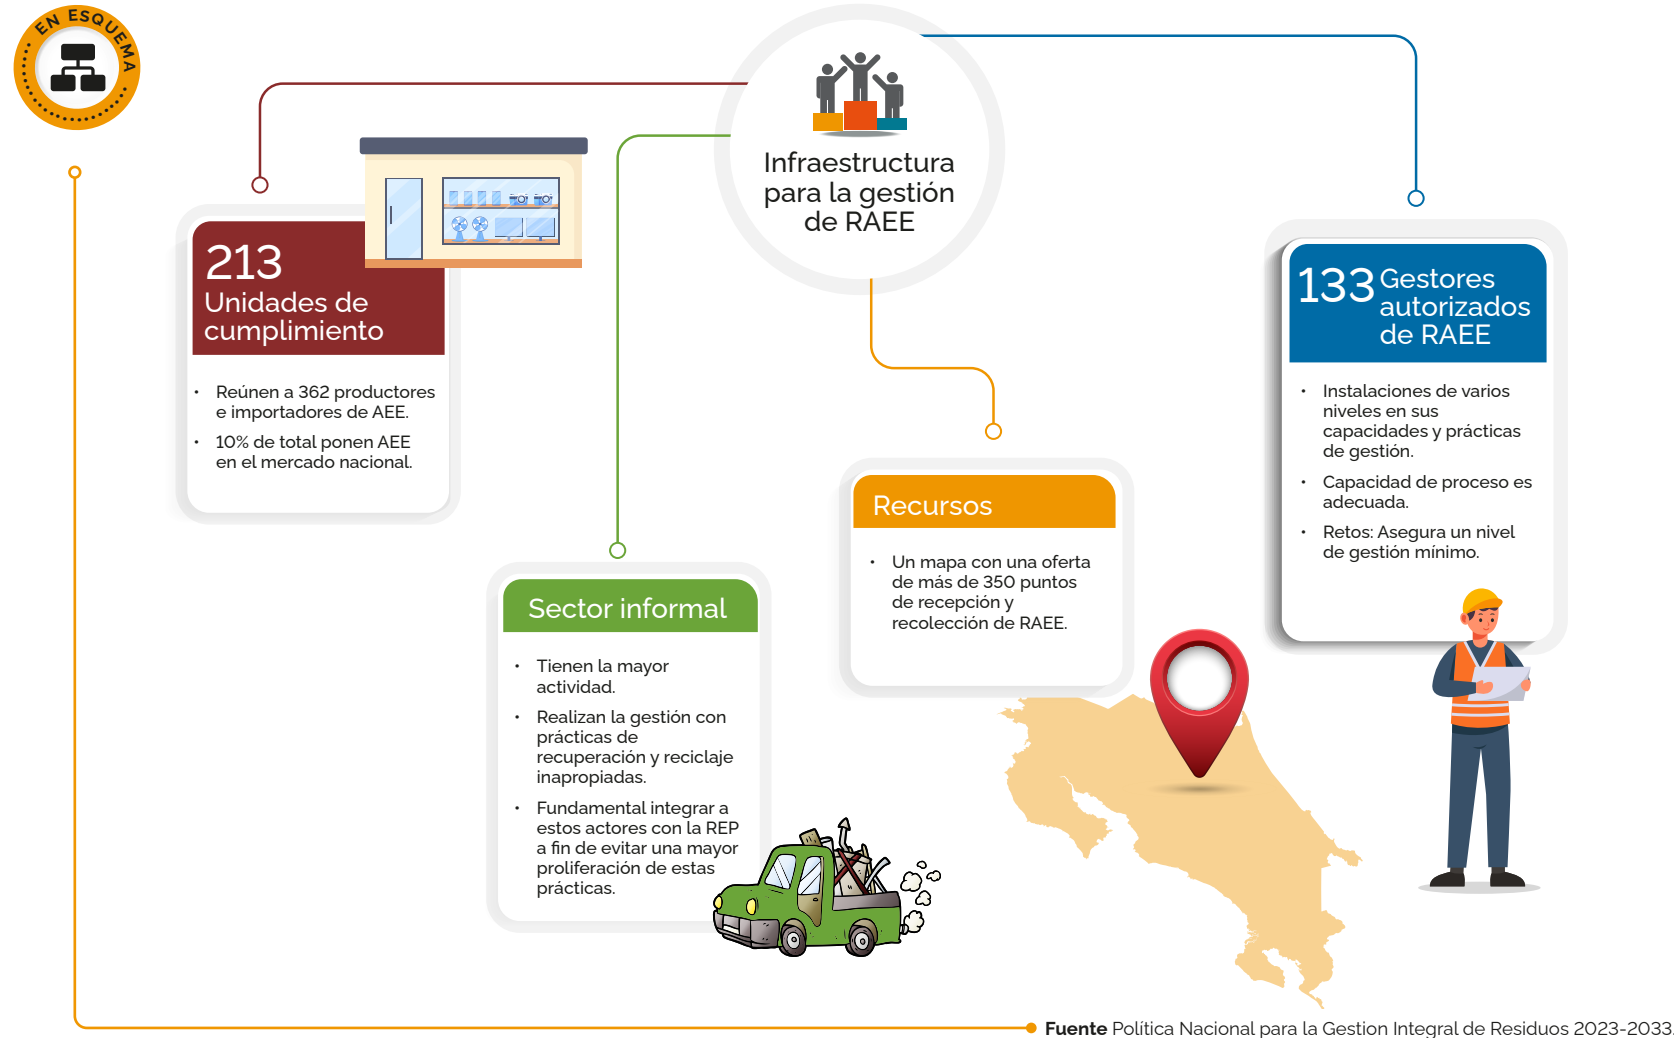 EN ESQUEMA
Infraestructura
para la gestión
de RAEE
213
Unidades de
cumplimiento
• Reúnen a 362 productores
e importadores de AEE.
• 10% de total ponen AEE
en el mercado nacional.
Sector informal
• Tienen la mayor
actividad.
• Realizan la gestión con
prácticas de
recuperación y reciclaje
inapropiadas.
• Fundamental integrar a
estos actores con la REP
a fin de evitar una mayor
proliferación de estas
prácticas.
Recursos
• Un mapa con una oferta
de más de 350 puntos
de recepción y
recolección de RAEE.
133 Gestores
autorizados
de RAEE
• Instalaciones de varios
niveles en sus
capacidades y prácticas
de gestión.
• Capacidad de proceso es
adecuada.
• Retos: Asegura un nivel
de gestión mínimo.
Fuente Política Nacional para la Gestion Integral de Residuos 2023-2033.